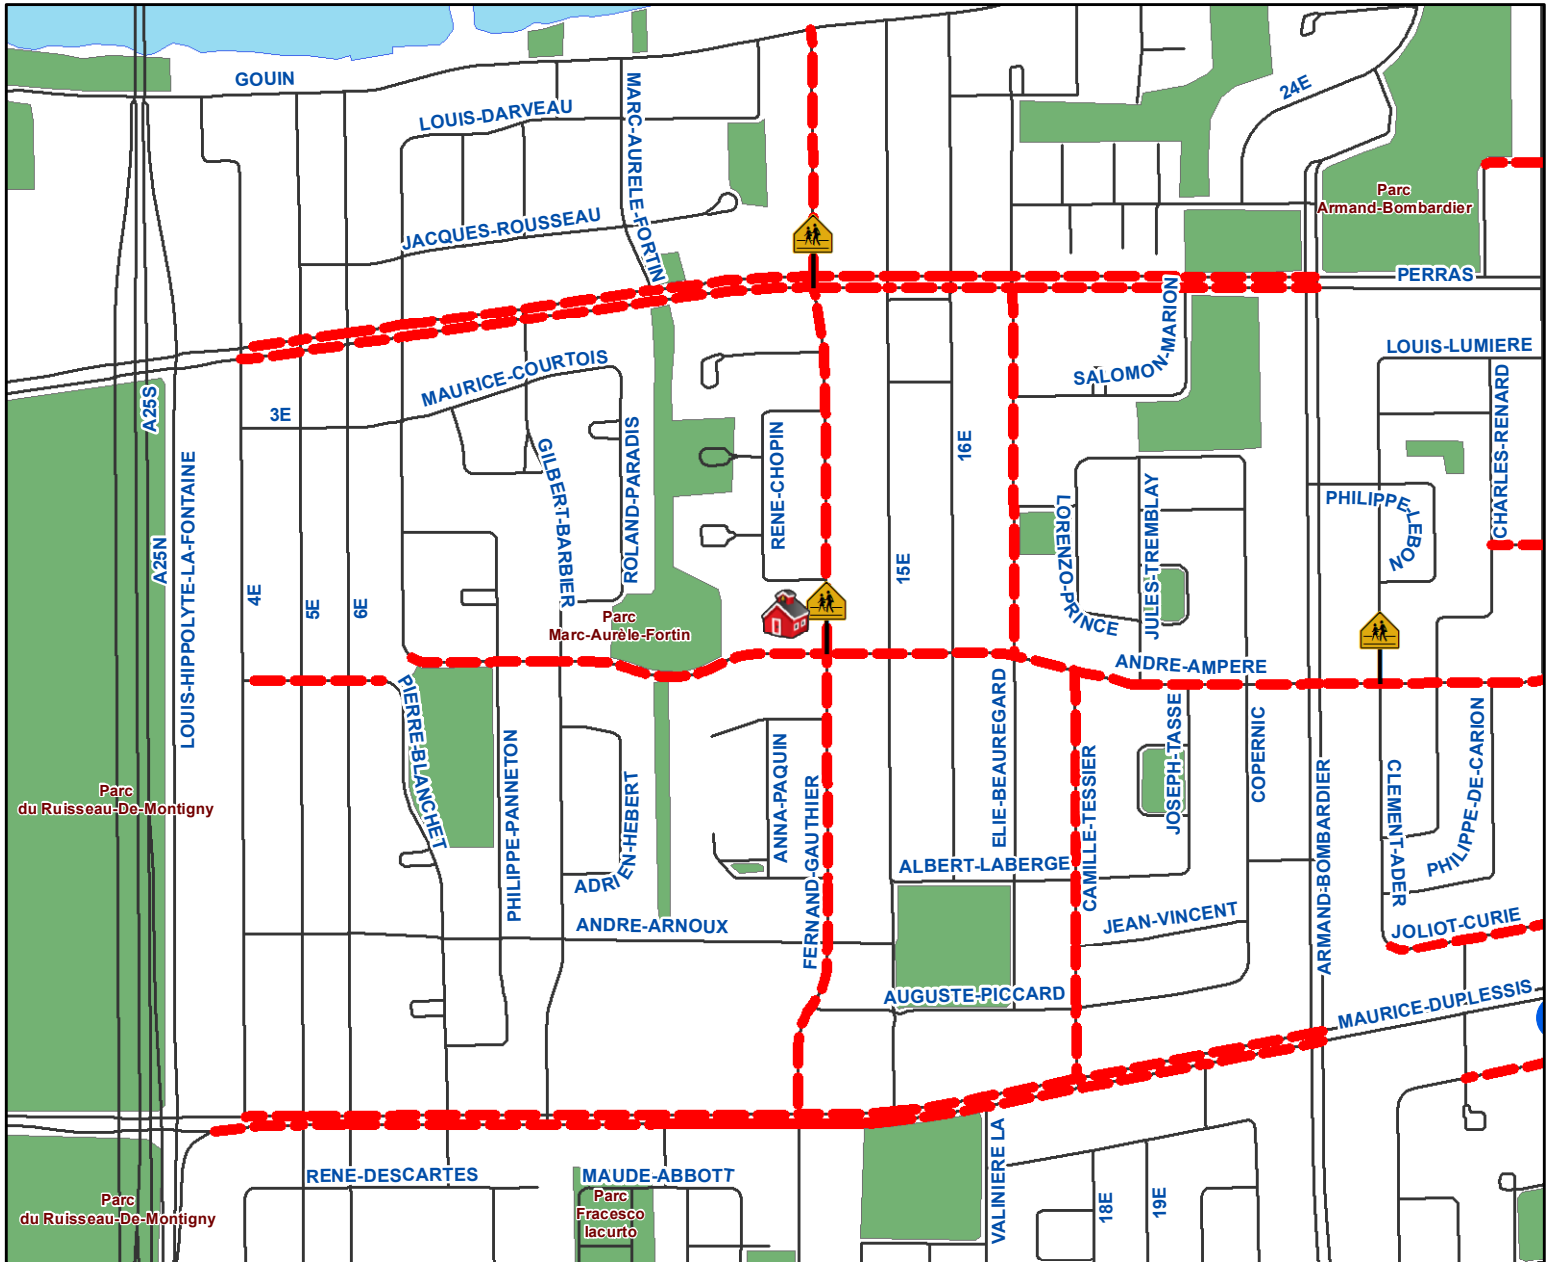 GOUIN
LOUIS-DARVEAU
MARC-AURELE-FORTIN
24E
JACQUES-ROUSSEAU
Parc
Armand-Bombardier
PERRAS
SALOMON-MARION
LOUIS-LUMIERE
MAURICE-COURTOIS
3E
A25S
A25N
LOUIS-HIPPOLYTE-LA-FONTAINE
4E
5E
6E
GILBERT-BARBIER
ROLAND-PARADIS
RENE-CHOPIN
16E
15E
LORENZO-PRINCE
JULES-TREMBLAY
PHILIPPE-LEBON
CHARLES-RENARD
Parc
Marc-Aurèle-Fortin
ANDRE-AMPERE
PIERRE-BLANCHET
PHILIPPE-PANNETON
ADRIEN-HEBERT
ANNA-PAQUIN
FERNAND-GAUTHIER
ELIE-BEAUREGARD
CAMILLE-TESSIER
JOSEPH-TASSE
COPERNIC
ARMAND-BOMBARDIER
CLEMENT-ADER
PHILIPPE-DE-CARION
Parc
du Ruisseau-De-Montigny
ALBERT-LABERGE
ANDRE-ARNOUX
JEAN-VINCENT
JOLIOT-CURIE
AUGUSTE-PICCARD
MAURICE-DUPLESSIS
RENE-DESCARTES
MAUDE-ABBOTT
Parc
Fracesco
Iacurto
VALINIERE LA
18E
19E
Parc
du Ruisseau-De-Montigny